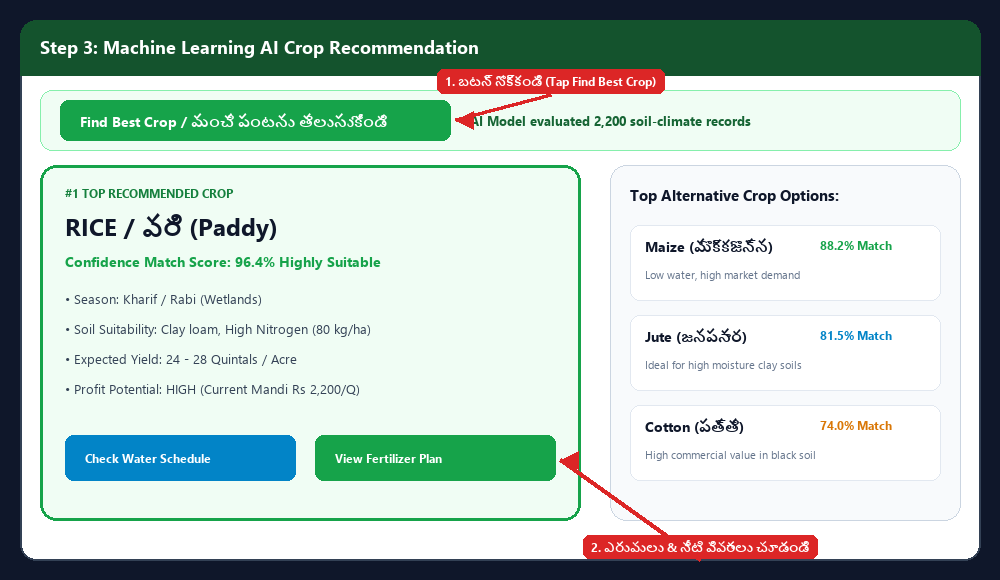 Step 3: Machine Learning AI Crop Recommendation
1. బటన్ నొక్కండి (Tap Find Best Crop)
Find Best Crop / మంచి పంటను తెలుసుకోండి
AI Model evaluated 2,200 soil-climate records
#1 TOP RECOMMENDED CROP
RICE / వరి (Paddy)
Confidence Match Score: 96.4% Highly Suitable
• Season: Kharif / Rabi (Wetlands)
• Soil Suitability: Clay loam, High Nitrogen (80 kg/ha)
• Expected Yield: 24 - 28 Quintals / Acre
• Profit Potential: HIGH (Current Mandi Rs 2,200/Q)
Check Water Schedule
View Fertilizer Plan
Top Alternative Crop Options:
Maize (మొక్కజొన్న)
88.2% Match
Low water, high market demand
Jute (జనపనార)
81.5% Match
Ideal for high moisture clay soils
Cotton (పత్తి)
74.0% Match
High commercial value in black soil
2. ఎరువులు & నీటి వివరాలు చూడండి